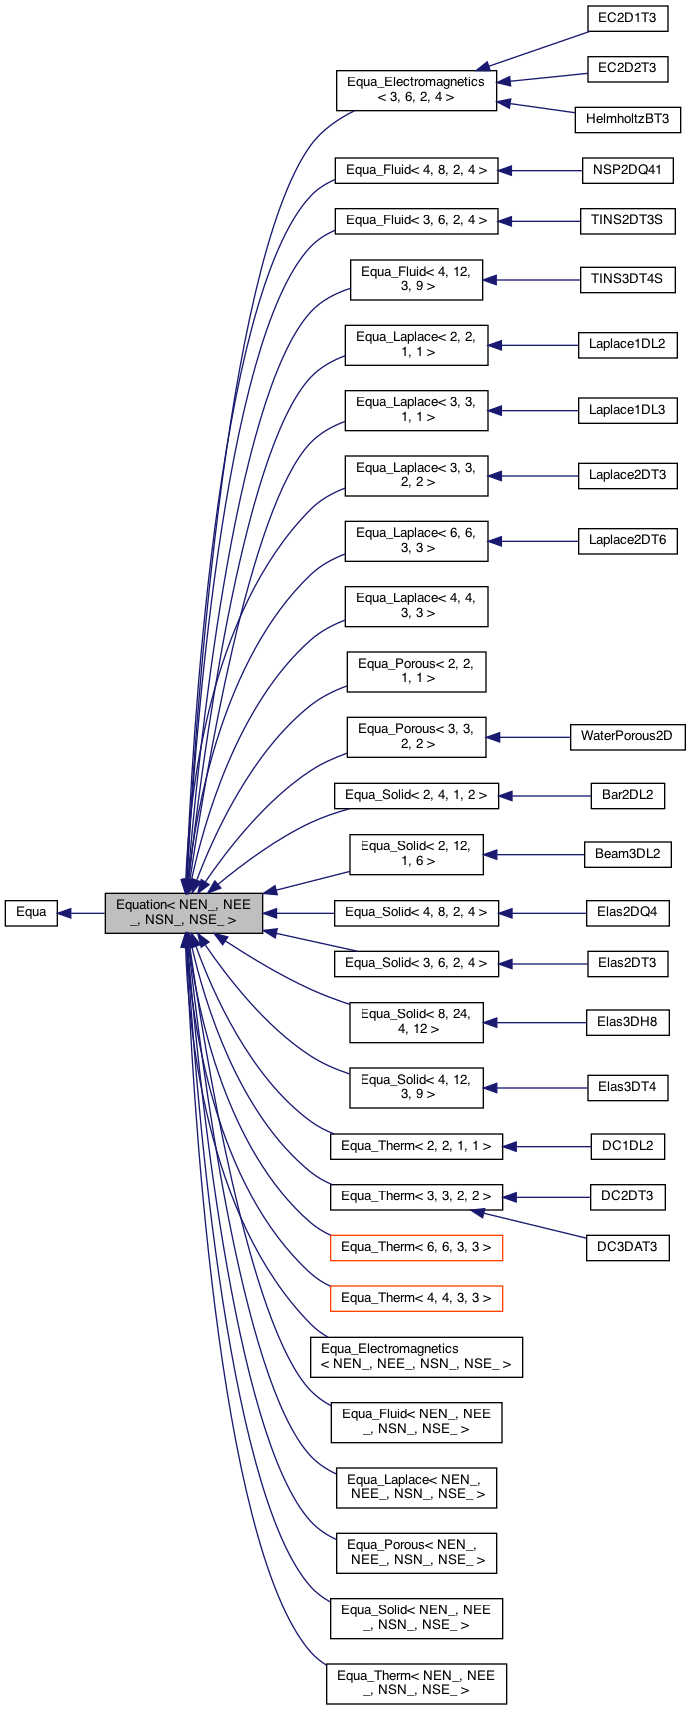 EC2D1T3
EC2D2T3
Equa_Electromagnetics
< 3, 6, 2, 4 >
HelmholtzBT3
Equa_Fluid< 4, 8, 2, 4 >
NSP2DQ41
Equa_Fluid< 3, 6, 2, 4 >
TINS2DT3S
Equa_Fluid< 4, 12,
3, 9 >
TINS3DT4S
Equa_Laplace< 2, 2,
1, 1 >
Laplace1DL2
Equa_Laplace< 3, 3,
1, 1 >
Laplace1DL3
Equa_Laplace< 3, 3,
2, 2 >
Laplace2DT3
Equa_Laplace< 6, 6,
3, 3 >
Laplace2DT6
Equa_Laplace< 4, 4,
3, 3 >
Equa_Porous< 2, 2,
1, 1 >
Equa_Porous< 3, 3,
2, 2 >
WaterPorous2D
Equa_Solid< 2, 4, 1, 2 >
Bar2DL2
Equa_Solid< 2, 12,
1, 6 >
Beam3DL2
Equa
Equation< NEN_, NEE
_, NSN_, NSE_ >
Equa_Solid< 4, 8, 2, 4 >
Elas2DQ4
Equa_Solid< 3, 6, 2, 4 >
Elas2DT3
Equa_Solid< 8, 24,
4, 12 >
Elas3DH8
Equa_Solid< 4, 12,
3, 9 >
Elas3DT4
Equa_Therm< 2, 2, 1, 1 >
DC1DL2
Equa_Therm< 3, 3, 2, 2 >
DC2DT3
DC3DAT3
Equa_Therm< 6, 6, 3, 3 >
Equa_Therm< 4, 4, 3, 3 >
Equa_Electromagnetics
< NEN_, NEE_, NSN_, NSE_ >
Equa_Fluid< NEN_, NEE
_, NSN_, NSE_ >
Equa_Laplace< NEN_,
NEE_, NSN_, NSE_ >
Equa_Porous< NEN_,
NEE_, NSN_, NSE_ >
Equa_Solid< NEN_, NEE
_, NSN_, NSE_ >
Equa_Therm< NEN_, NEE
_, NSN_, NSE_ >